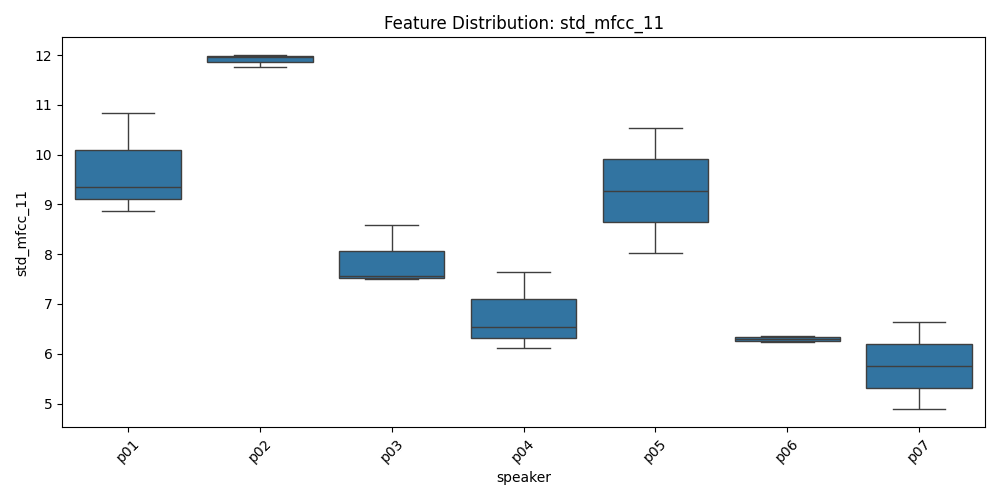 Feature Distribution: std_mfcc_11
std_mfcc_11
12
11
10
9
8
7
6
5
p01
p02
p03
p04
p05
p06
p07
speaker